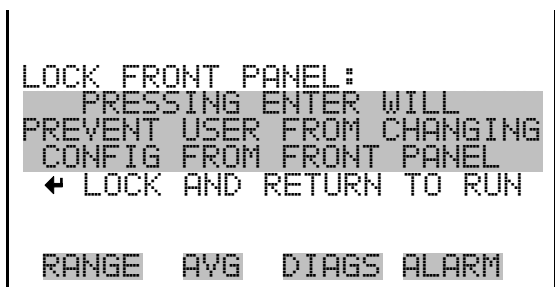 LOCK FRONT PANEL:
PRESSING ENTER WILL
PREVENT USER FROM CHANGING
CONFIG FROM FRONT PANEL
↵ LOCK AND RETURN TO RUN
RANGE AVG DIAGS ALARM